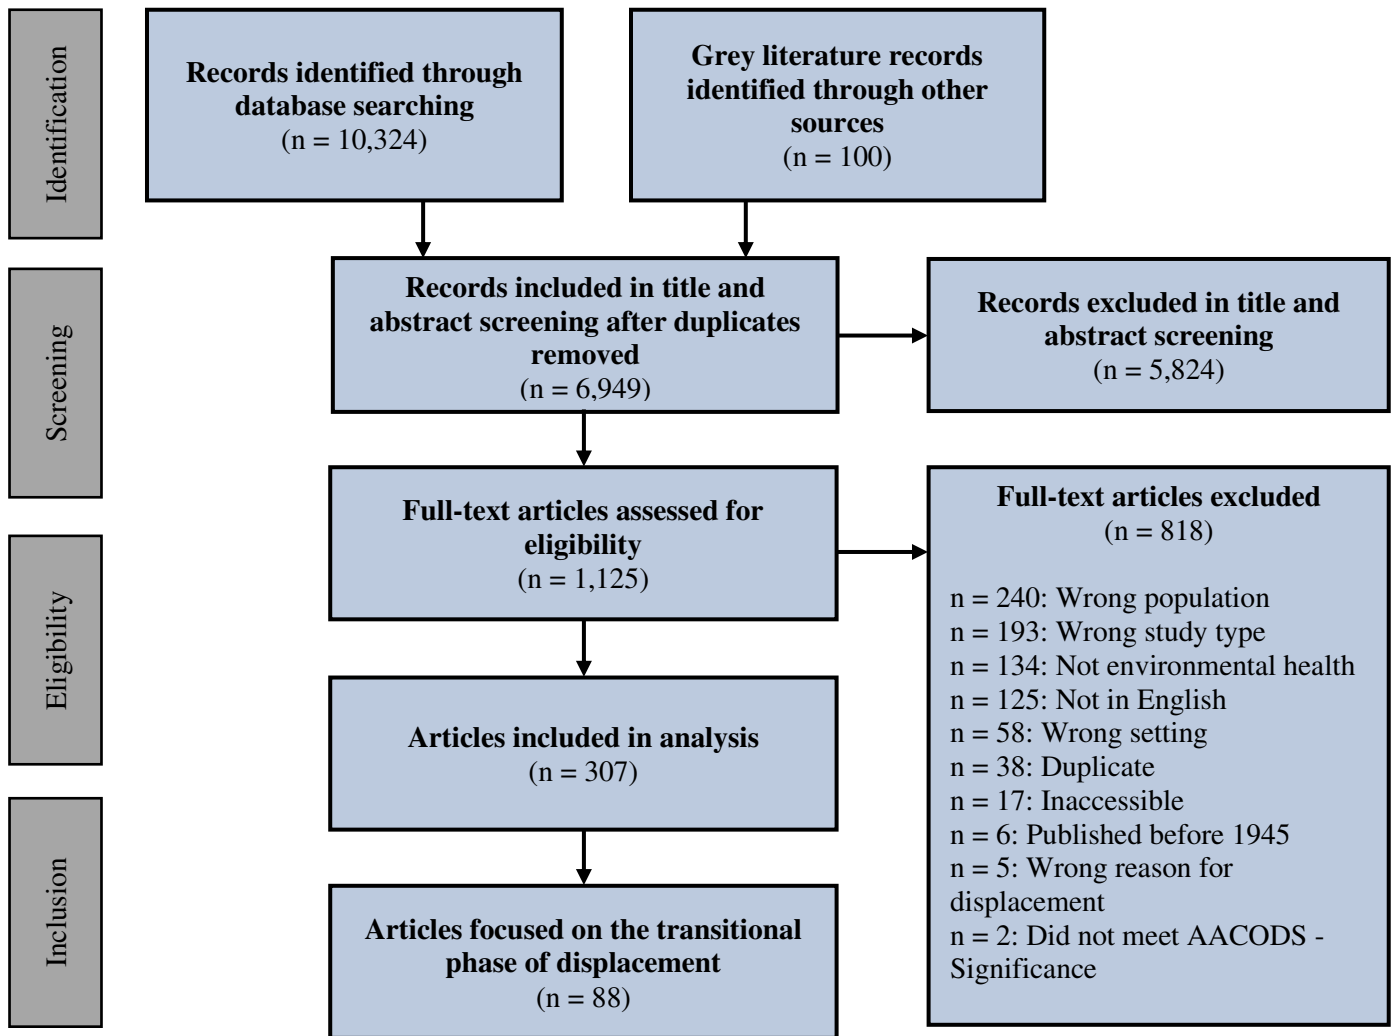 Identification
Records identified through
database searching
(n = 10,324)
Grey literature records
identified through other
sources
(n = 100)
Screening
Records included in title and
abstract screening after duplicates
removed
(n = 6,949)
Records excluded in title and
abstract screening
(n = 5,824)
Eligibility
Full-text articles assessed for
eligibility
(n = 1,125)
Full-text articles excluded
(n = 818)
n = 240: Wrong population
n = 193: Wrong study type
n = 134: Not environmental health
n = 125: Not in English
n = 58: Wrong setting
n = 38: Duplicate
n = 17: Inaccessible
n = 6: Published before 1945
n = 5: Wrong reason for
displacement
n = 2: Did not meet AACODS -
Significance
Articles included in analysis
(n = 307)
Inclusion
Articles focused on the transitional
phase of displacement
(n = 88)